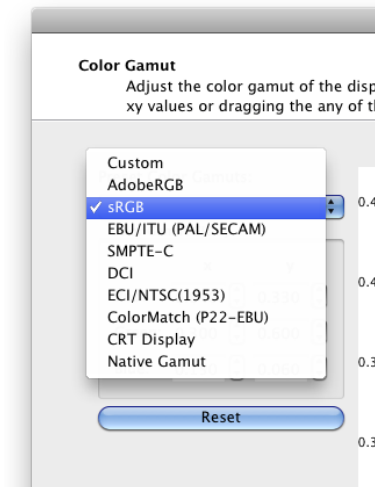 Color Gamut
Adjust the color gamut of the disp
xy values or dragging the any of t
Custom
AdobeRGB
✓ sRGB
EBU/ITU (PAL/SECAM)
SMPTE-C
DCI
ECI/NTSC(1953)
ColorMatch (P22-EBU)
CRT Display
Native Gamut
Reset
0.4
0.4
0.3
0.3